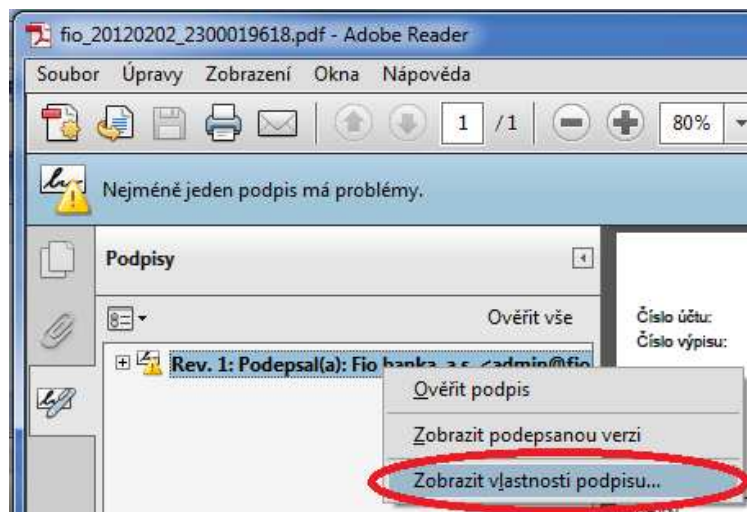 fio_20120202_2300019618.pdf - Adobe Reader
Soubor Úpravy Zobrazení Okna Nápověda
1 /1 80%
Nejméně jeden podpis má problémy.
Podpisy
Ověřit vše
Číslo účtu:
Číslo výpisu:
Rev. 1: Podepsal(a): Fio banka, a.s. <admin@fio
Ověřit podpis
Zobrazit podepsanou verzi
Zobrazit vlastnosti podpisu...